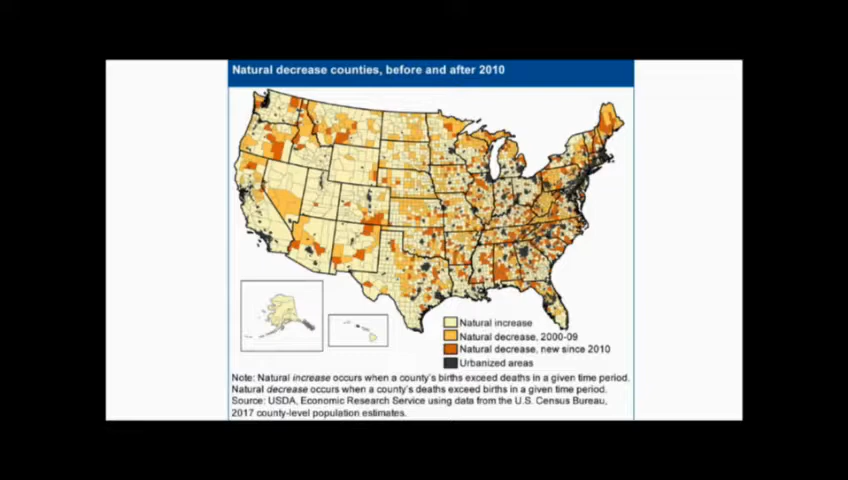 Natural decrease counties, before and after 2010
Natural increase
Natural decrease, 2000-09
Natural decrease, new since 2010
Urbanized areas
Note: Natural increase occurs when a county's births exceed deaths in a given time period.
Natural decrease occurs when a county's deaths exceed births in a given time period.
Source: USDA, Economic Research Service using data from the U.S. Census Bureau,
2017 county-level population estimates.